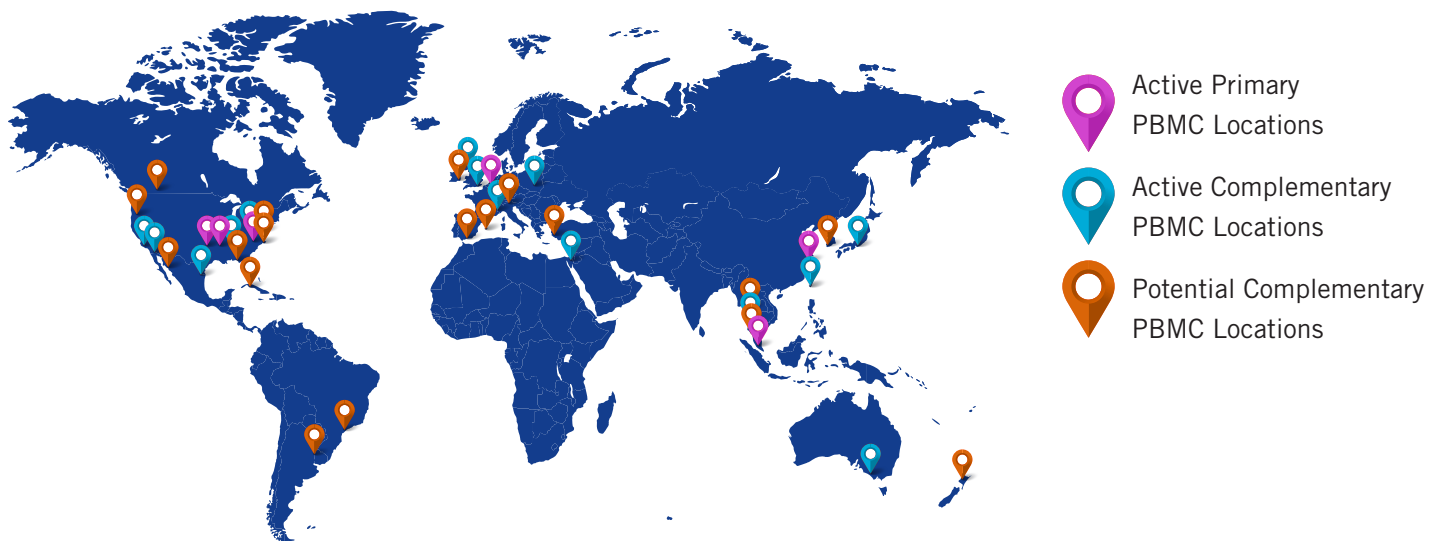 Active Primary
PBMC Locations
Active Complementary
PBMC Locations
Potential Complementary
PBMC Locations